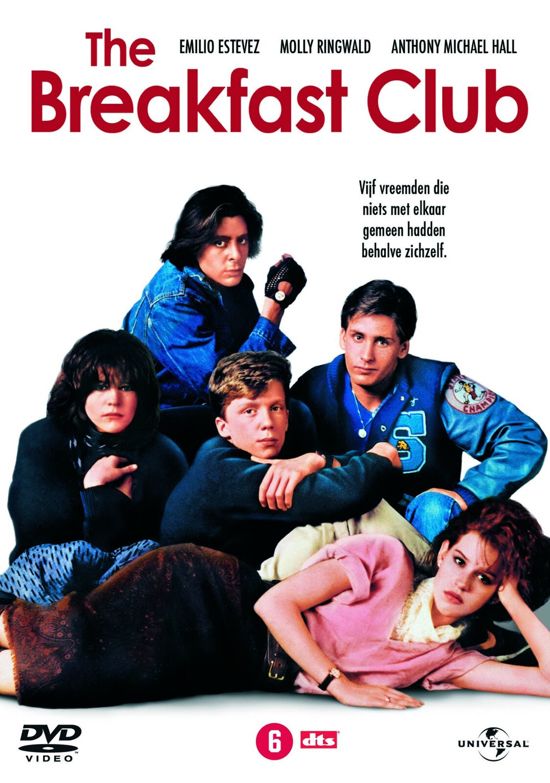 The
EMILIO ESTEVEZ MOLLY RINGWALD ANTHONY MICHAEL HALL
Breakfast Club
Vijf vreemden die
niets met elkaar
gemeen hadden
behalve zichzelf.
S
CHAMPS
DVD
VIDEO
6
dts
UNIVERSAL